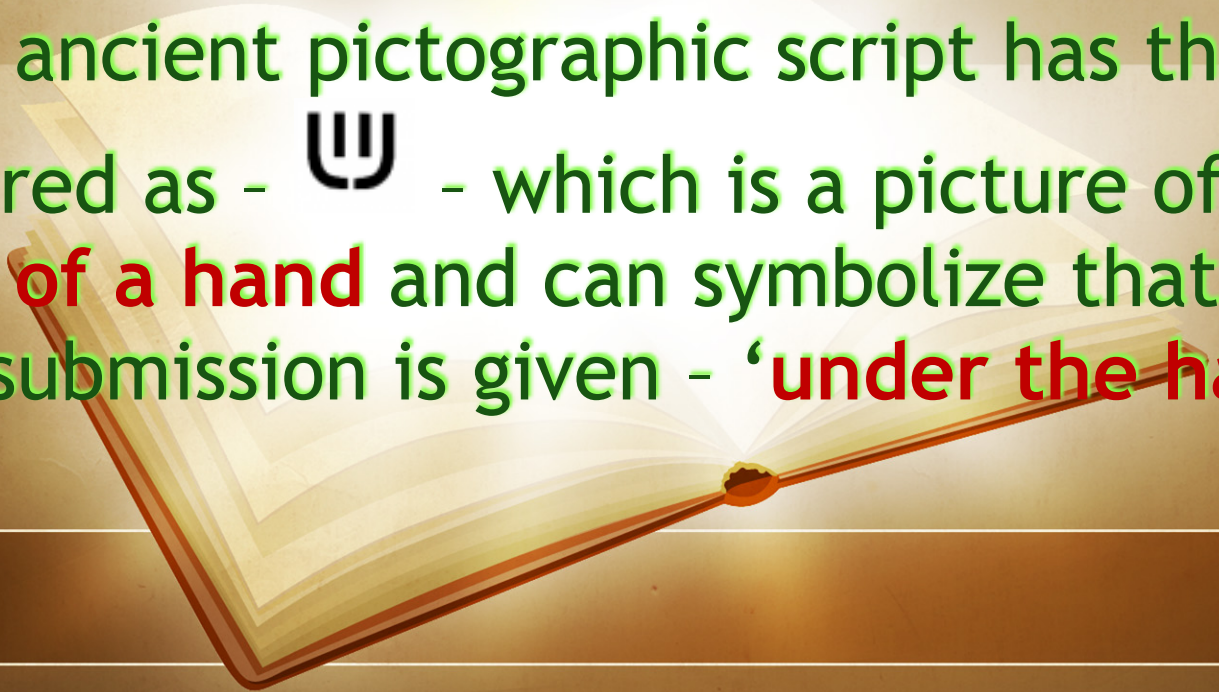 ancient pictographic script has th
red as – – which is a picture of
of a hand and can symbolize that
submission is given – ‘under the ha